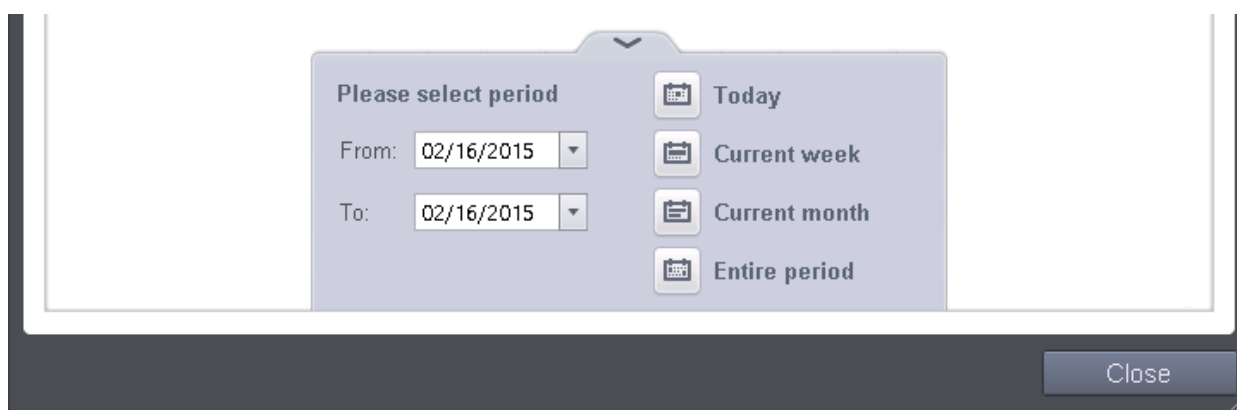 Please select period
From: 02/16/2015
To: 02/16/2015
Today
Current week
Current month
Entire period
Close